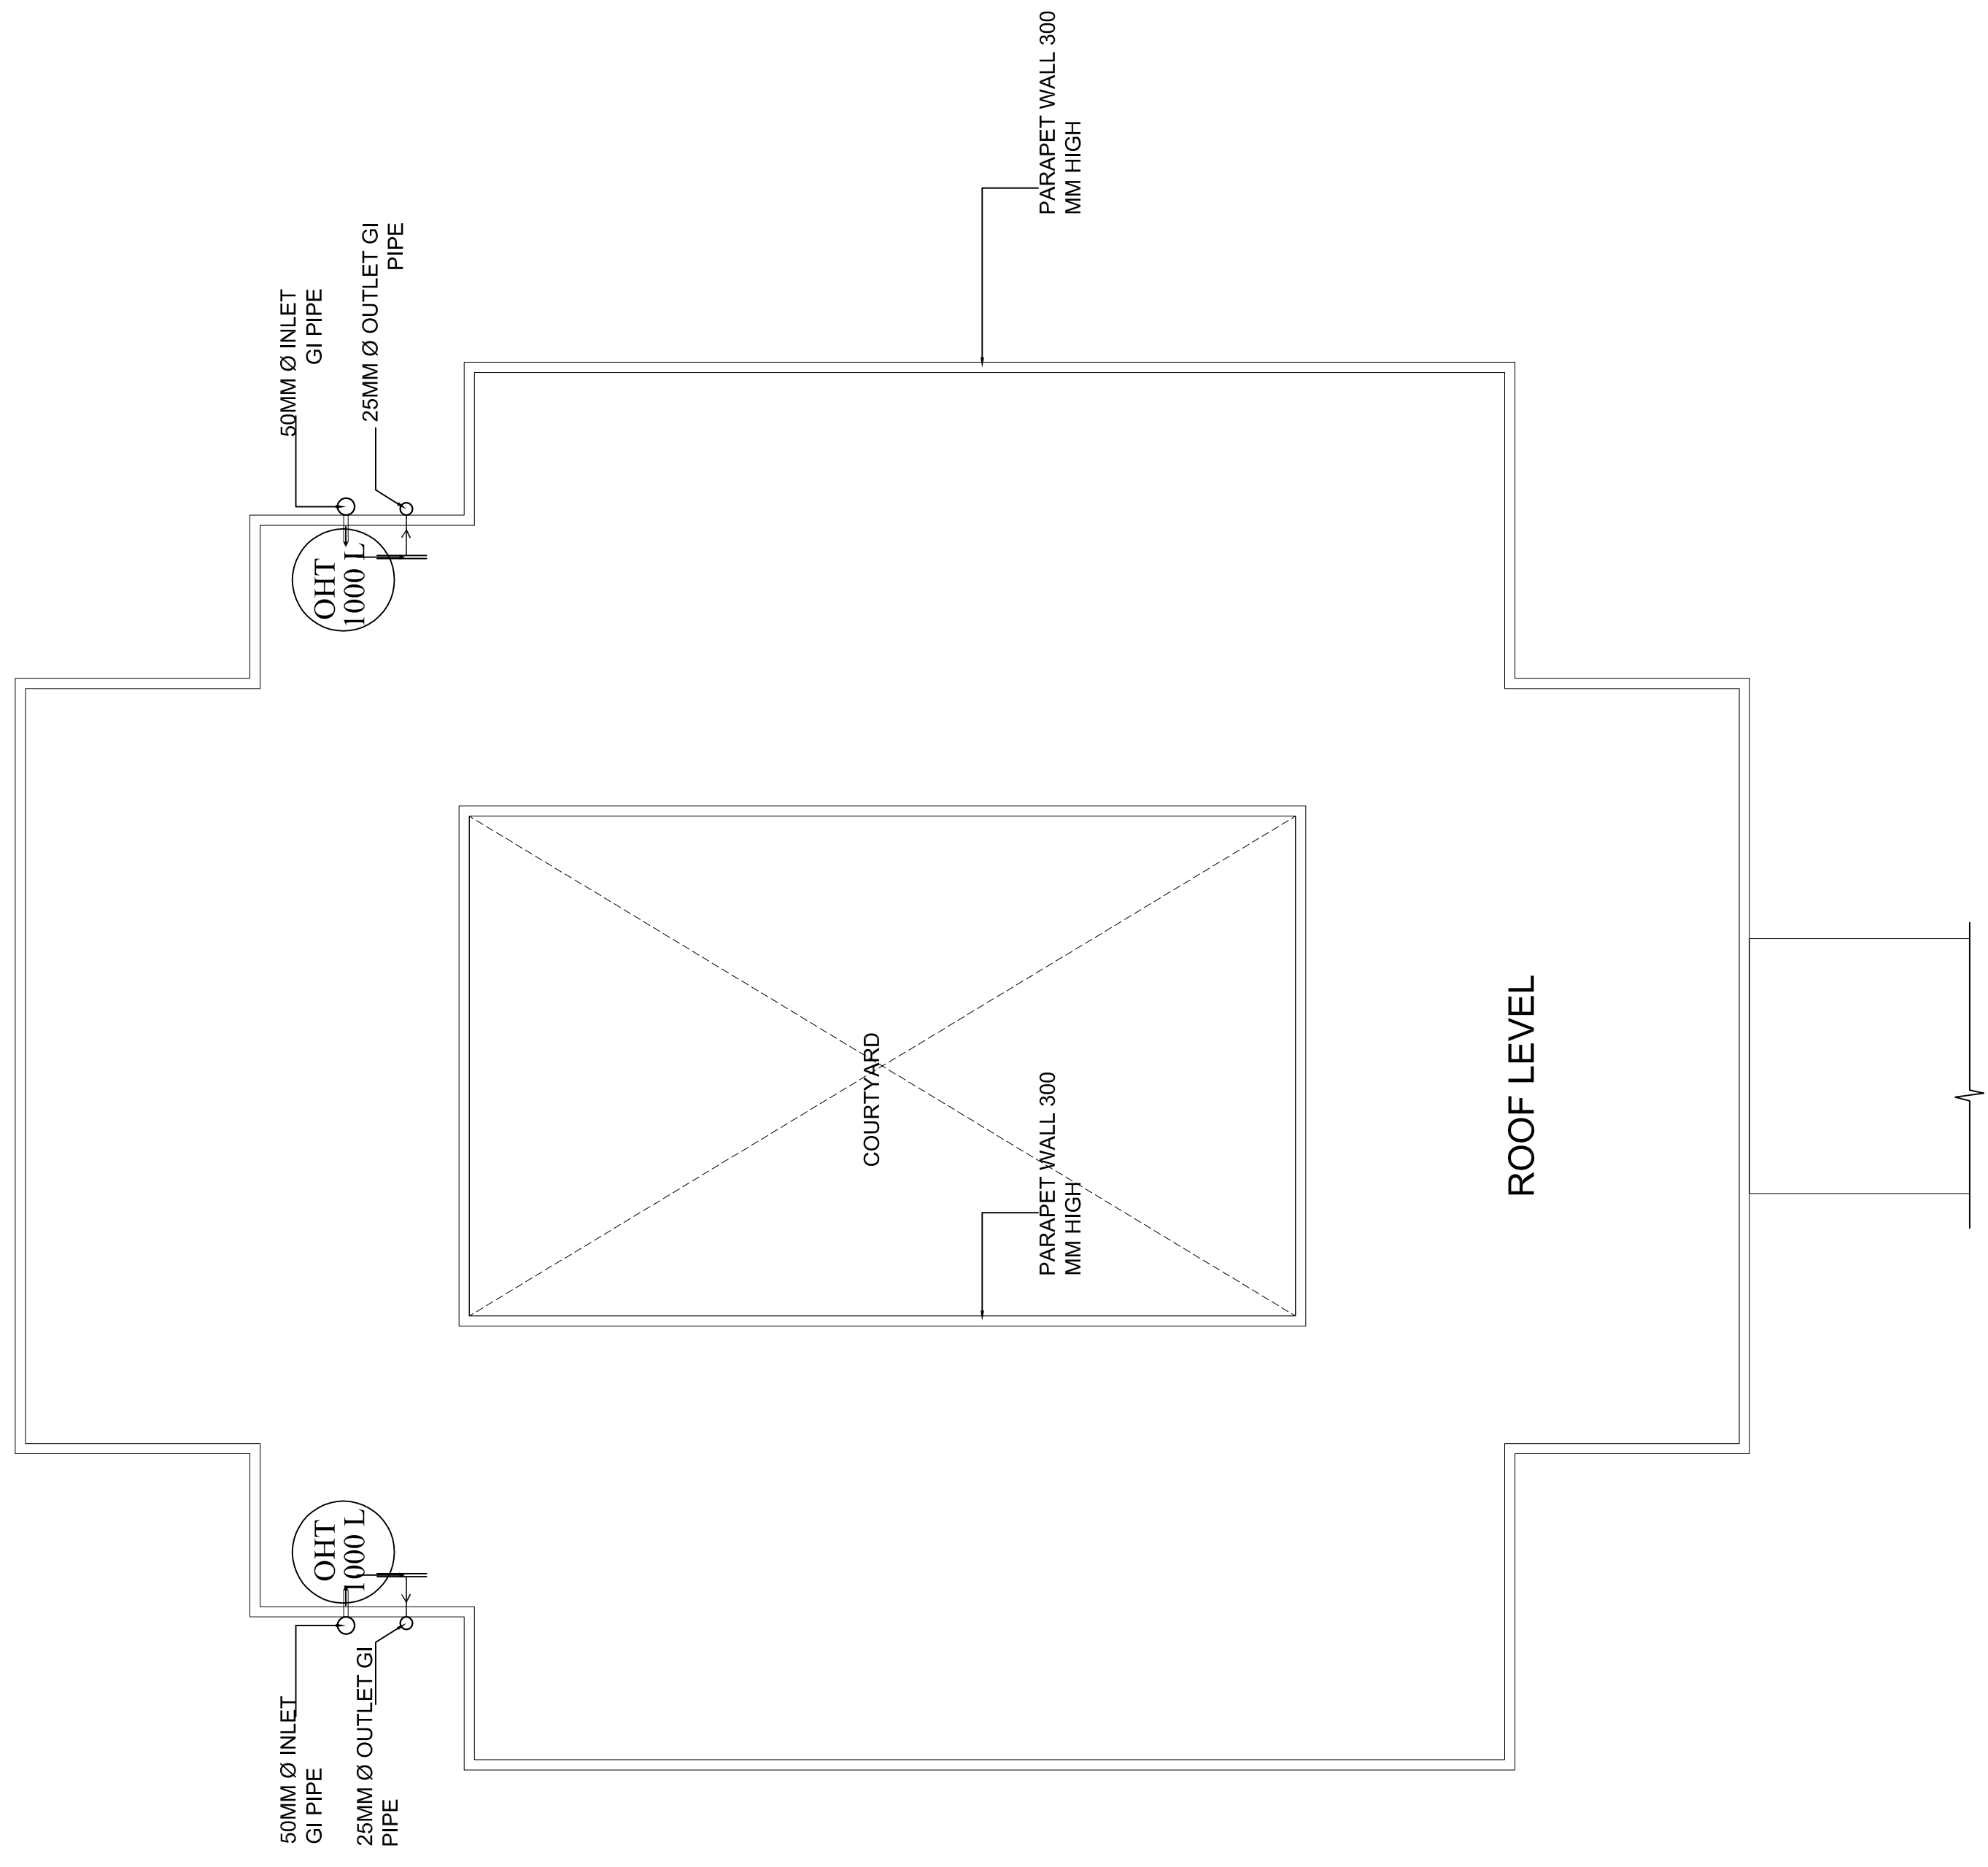 50MM Ø INLET
GI PIPE
25MM Ø OUTLET GI
PIPE
OHT
1000 L
PARAPET WALL 300
MM HIGH
COURTYARD
PARAPET WALL 300
MM HIGH
ROOF LEVEL
OHT
1000 L
50MM Ø INLET
GI PIPE
25MM Ø OUTLET GI
PIPE